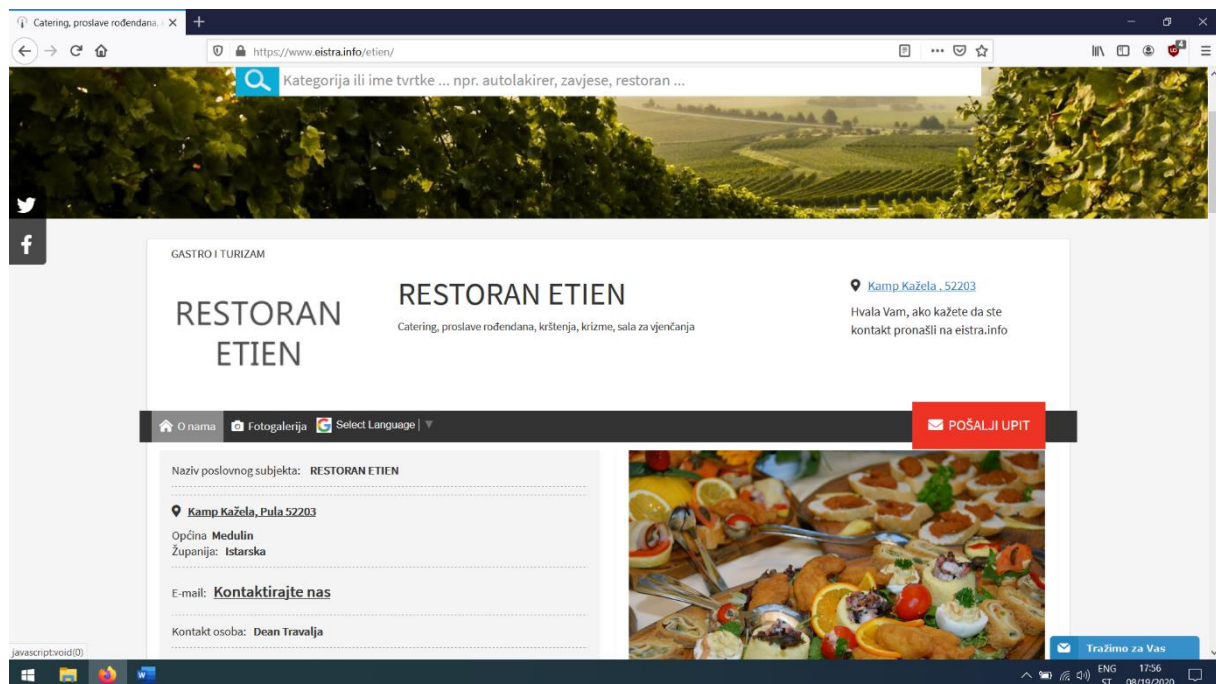 Catering, proslave rođendana,
https://www.eistra.info/etien/
4
Kategorija ili ime tvrtke ... npr. autolakirer, zavjese, restoran ...
GASTRO I TURIZAM
RESTORAN
ETIEN
RESTORAN ETIEN
Catering, proslave rođendana, krštenja, krizme, sala za vjenčanja
Kamp Kažela , 52203
Hvala Vam, ako kažete da ste
kontakt pronašli na eistra.info
O nama Fotogalerija Select Language
POŠALJI UPIT
Naziv poslovnog subjekta: RESTORAN ETIEN
Kamp Kažela, Pula 52203
Općina Medulin
Županija: Istarska
E-mail: Kontaktirajte nas
Kontakt osoba: Dean Travalja
javascript:void(0)
Tražimo za Vas
ENG 17:56
ST 08/19/2020